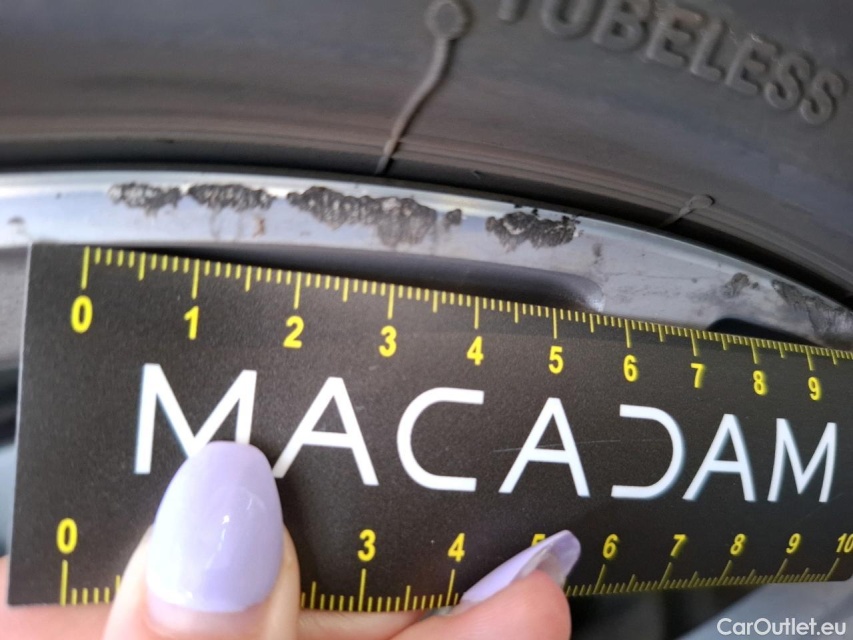 TUBELESS
0 1 2 3 4 5 6 7 8 9
MACADAM
0 3 4 5 6 7 8 9 10
CarOutlet.eu